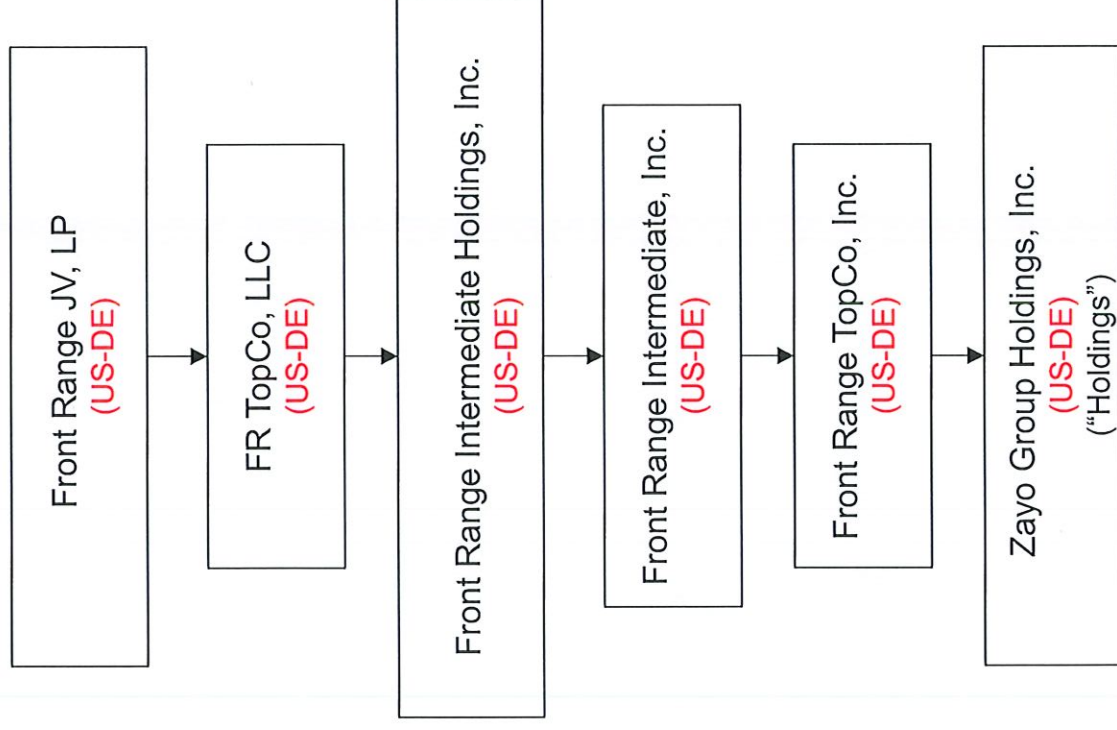 Front Range JV, LP
(US-DE)
FR TopCo, LLC
(US-DE)
Front Range Intermediate Holdings, Inc.
(US-DE)
Front Range Intermediate, Inc.
(US-DE)
Front Range TopCo, Inc.
(US-DE)
Zayo Group Holdings, Inc.
(US-DE)
(“Holdings”)